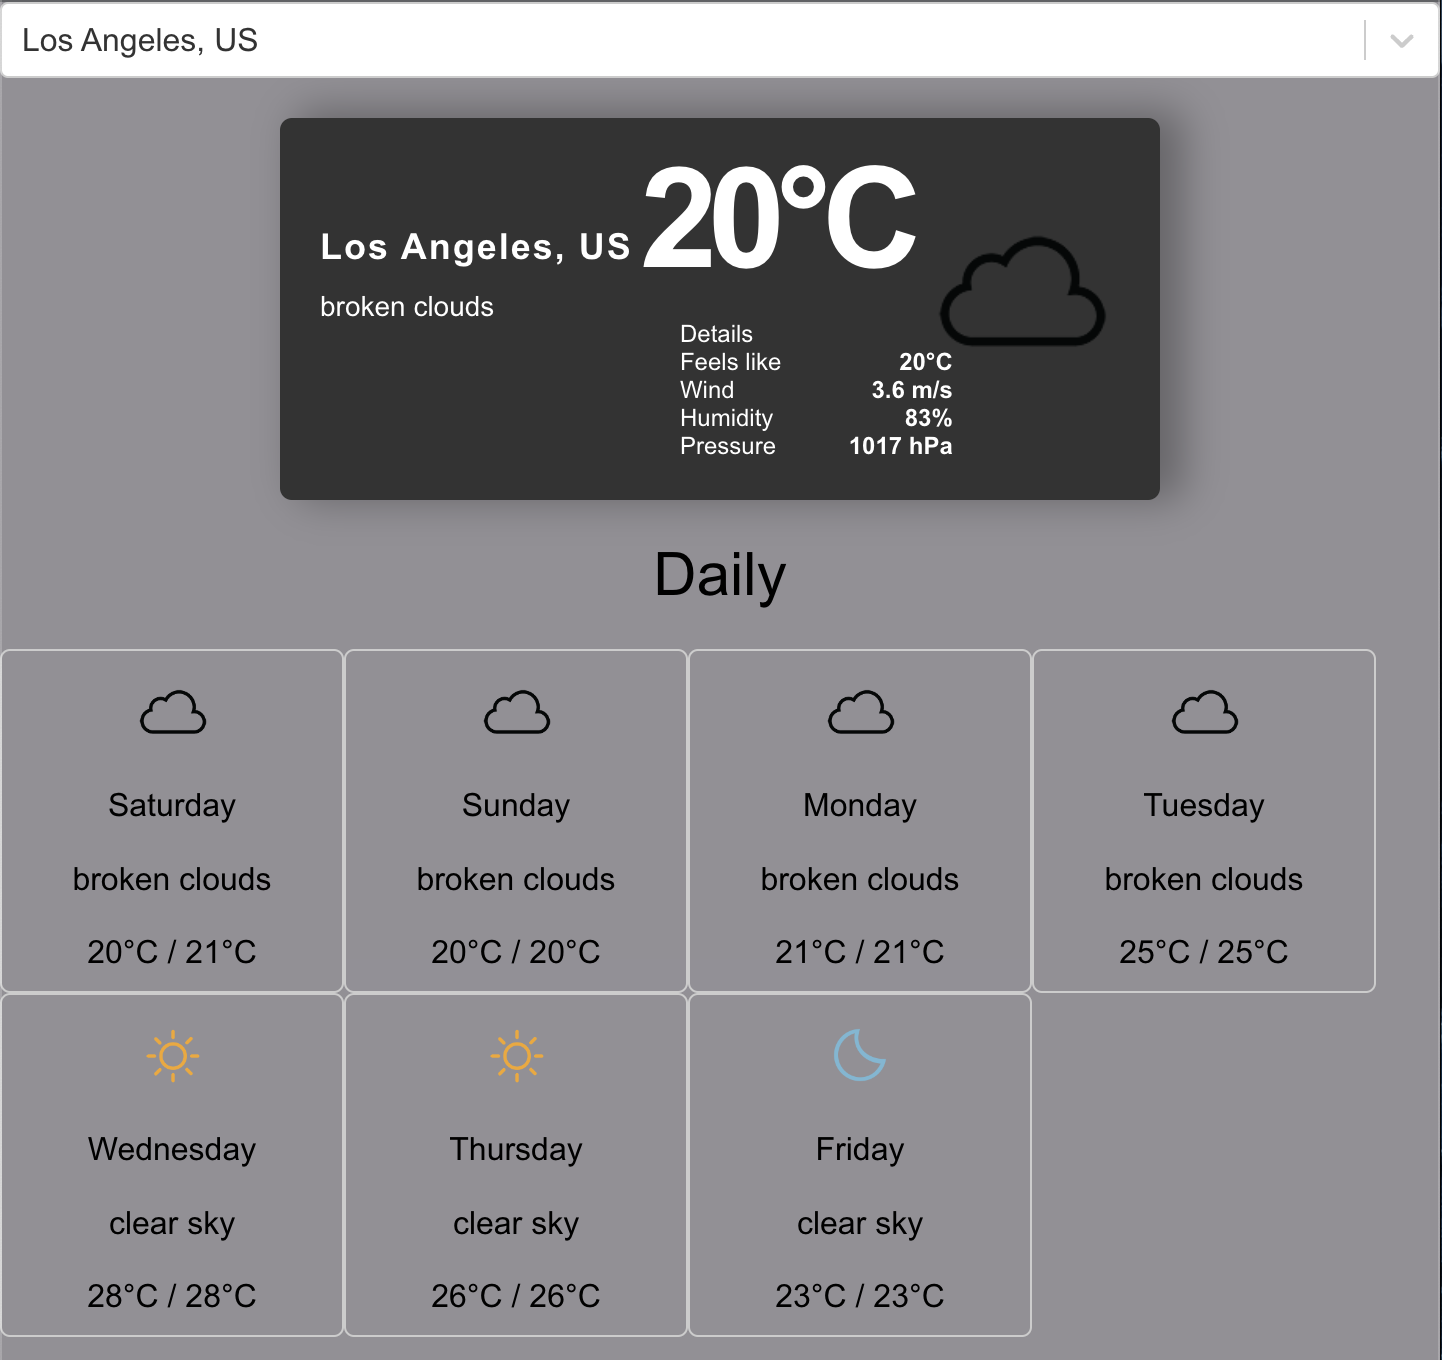 Los Angeles, US
20°C
Los Angeles, US
broken clouds
Details
Feels like 20°C
Wind 3.6 m/s
Humidity 83%
Pressure 1017 hPa
Daily
Saturday
broken clouds
20°C / 21°C
Sunday
broken clouds
20°C / 20°C
Monday
broken clouds
21°C / 21°C
Tuesday
broken clouds
25°C / 25°C
Wednesday
clear sky
28°C / 28°C
Thursday
clear sky
26°C / 26°C
Friday
clear sky
23°C / 23°C